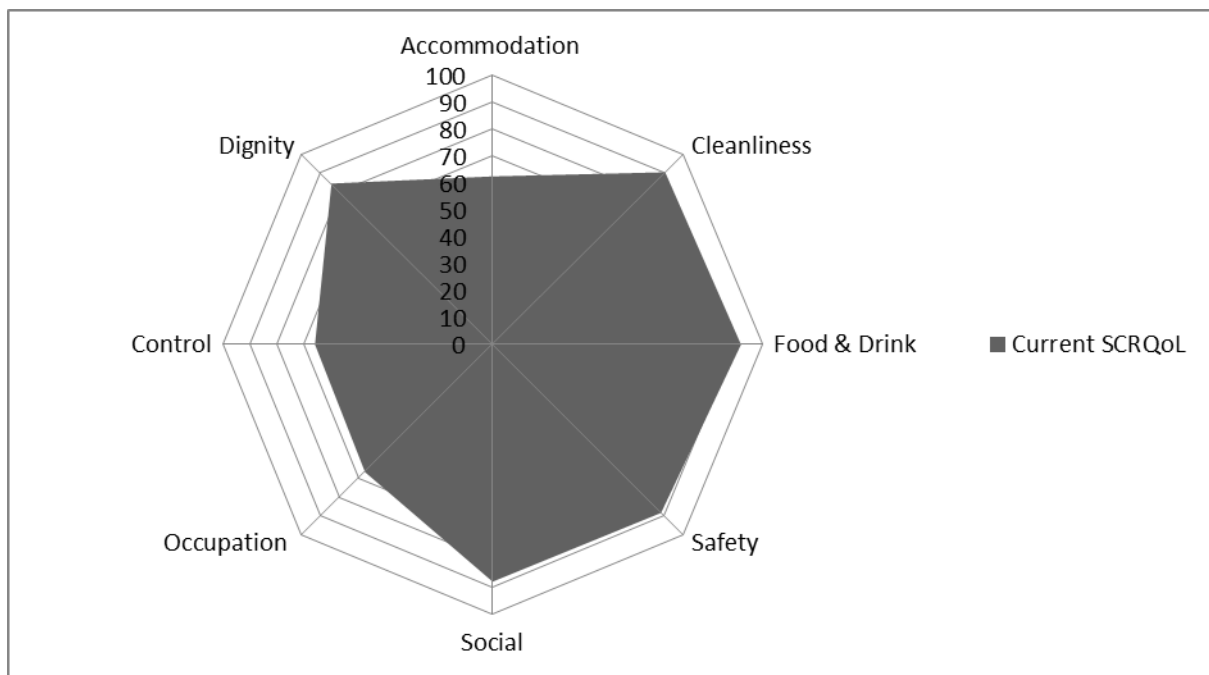 Accommodation
100
90
80
70
60
50
40
30
20
10
0
Dignity
Cleanliness
Control
Food & Drink
Current SCRQoL
Occupation
Safety
Social